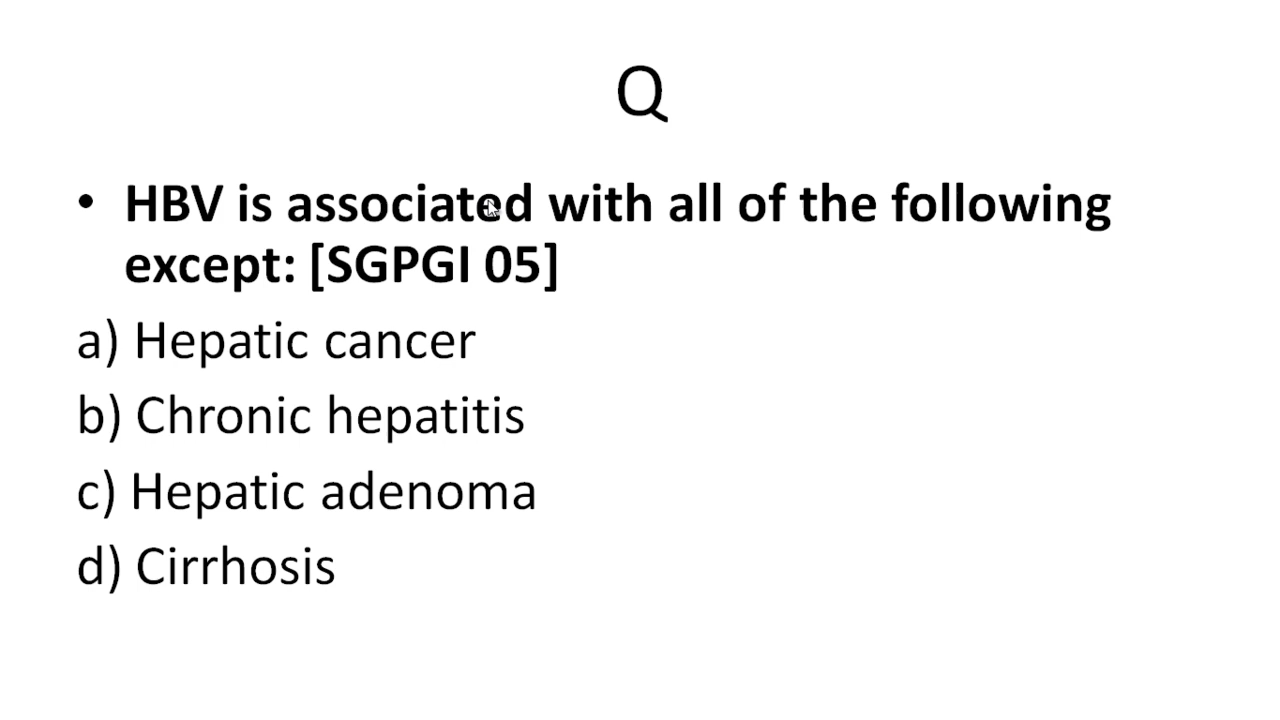 Q
• HBV is associated with all of the following
except: [SGPGI 05]
a) Hepatic cancer
b) Chronic hepatitis
c) Hepatic adenoma
d) Cirrhosis